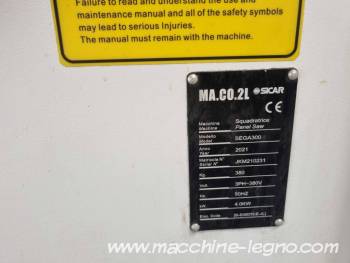 Failure to read and understand the use and
maintenance manual and all of the safety symbols
may lead to serious Injuries.
The manual must remain with the machine.
MA.CO.2L SICAR
CE
Macchina Squadratrice
Machine Panel Saw
Modello SEGA300
Model
Anno 2021
Year
Matricola N° JKM210231
Serial N°
Kg 380
Volt 3PH~380V
Hz 50HZ
kW 4.0KW
Elec. Code
www.macchine-legno.com